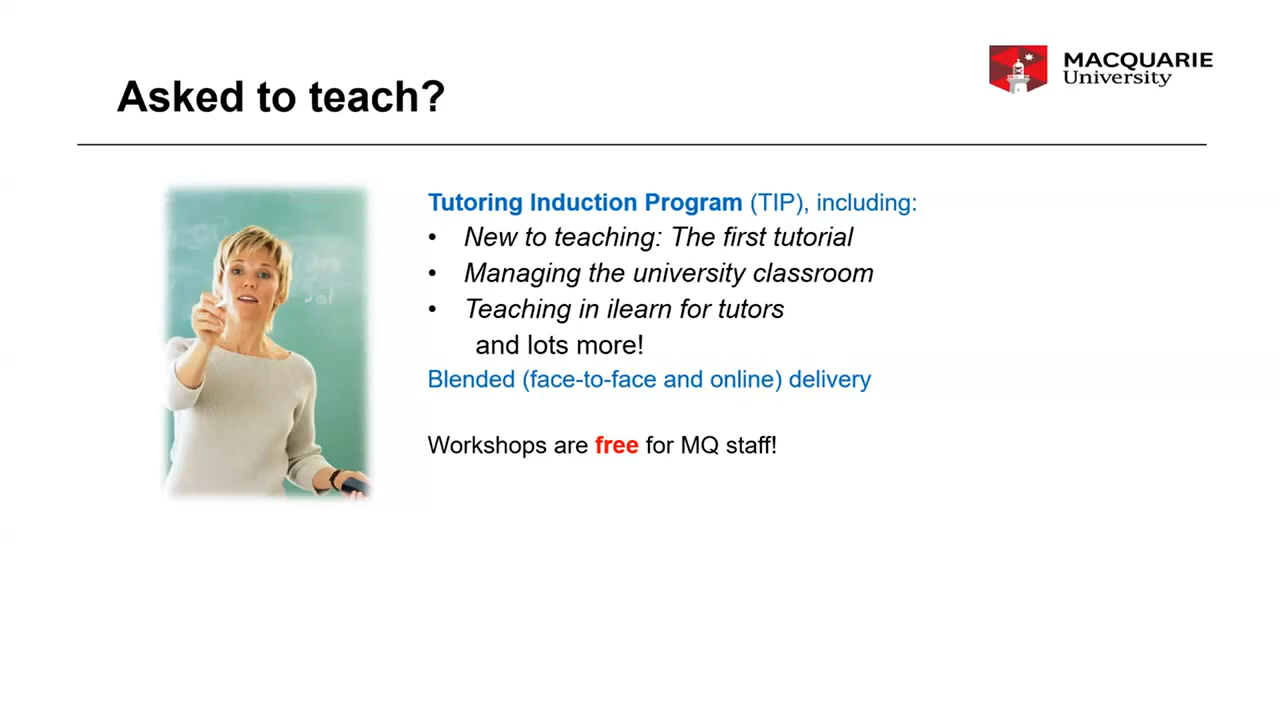 MACQUARIE
University
Asked to teach?
Tutoring Induction Program (TIP), including:
• New to teaching: The first tutorial
• Managing the university classroom
• Teaching in ilearn for tutors
and lots more!
Blended (face-to-face and online) delivery
Workshops are free for MQ staff!